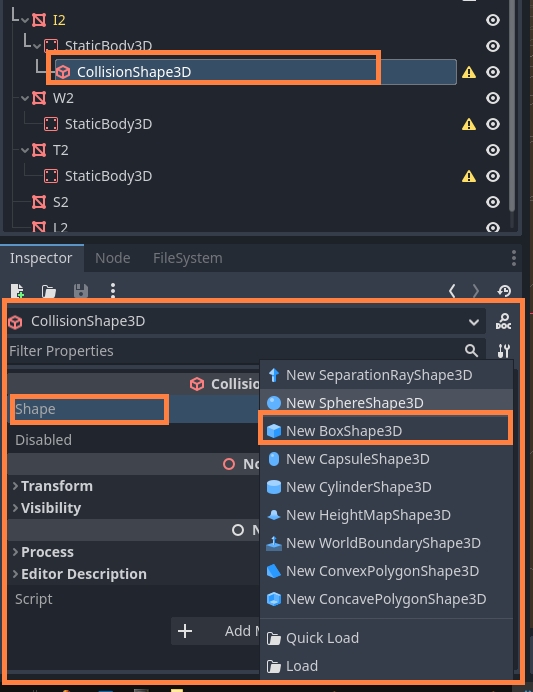 I2
StaticBody3D
CollisionShape3D
W2
StaticBody3D
T2
StaticBody3D
S2
L2
Inspector Node FileSystem
CollisionShape3D
DOC
Filter Properties
Collisio
Shape
Disabled
Transform
Visibility
Process
Editor Description
Script
Add
New SeparationRayShape3D
New SphereShape3D
New BoxShape3D
New CapsuleShape3D
New CylinderShape3D
New HeightMapShape3D
New WorldBoundaryShape3D
New ConvexPolygonShape3D
New ConcavePolygonShape3D
Quick Load
Load